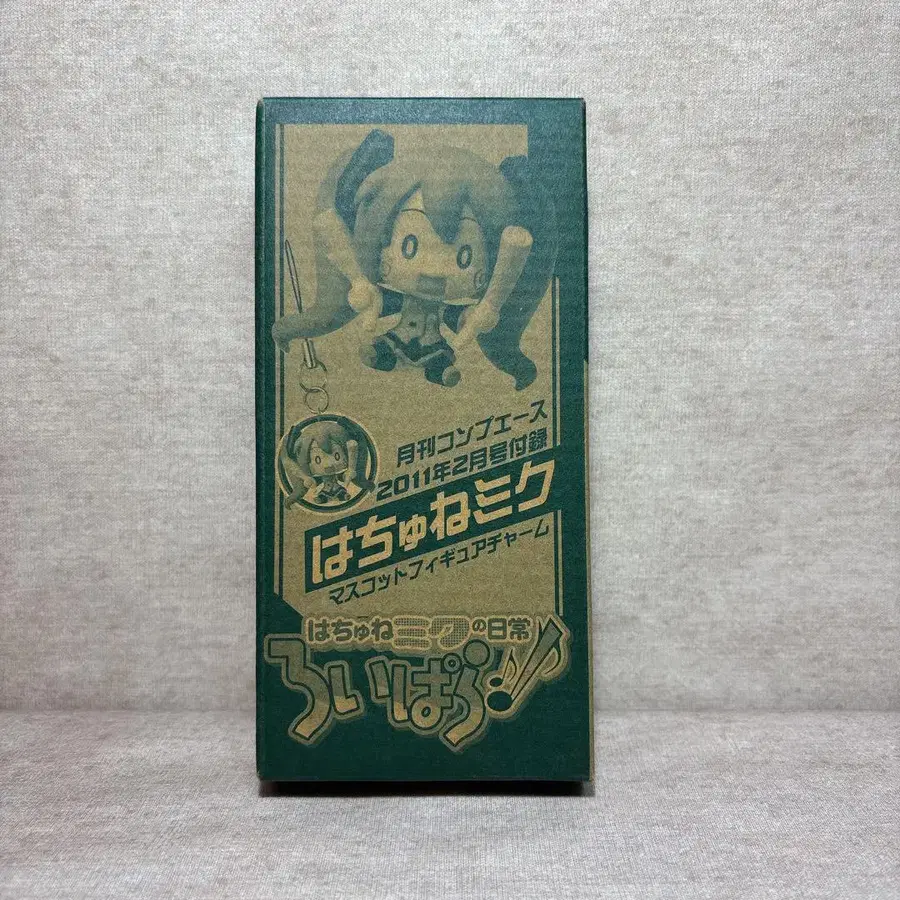 月刊コンプエース
2011年2月号付録
はちゅねミク
マスコットフィギュアチャーム
はちゅねミクの日常
ろいぱら